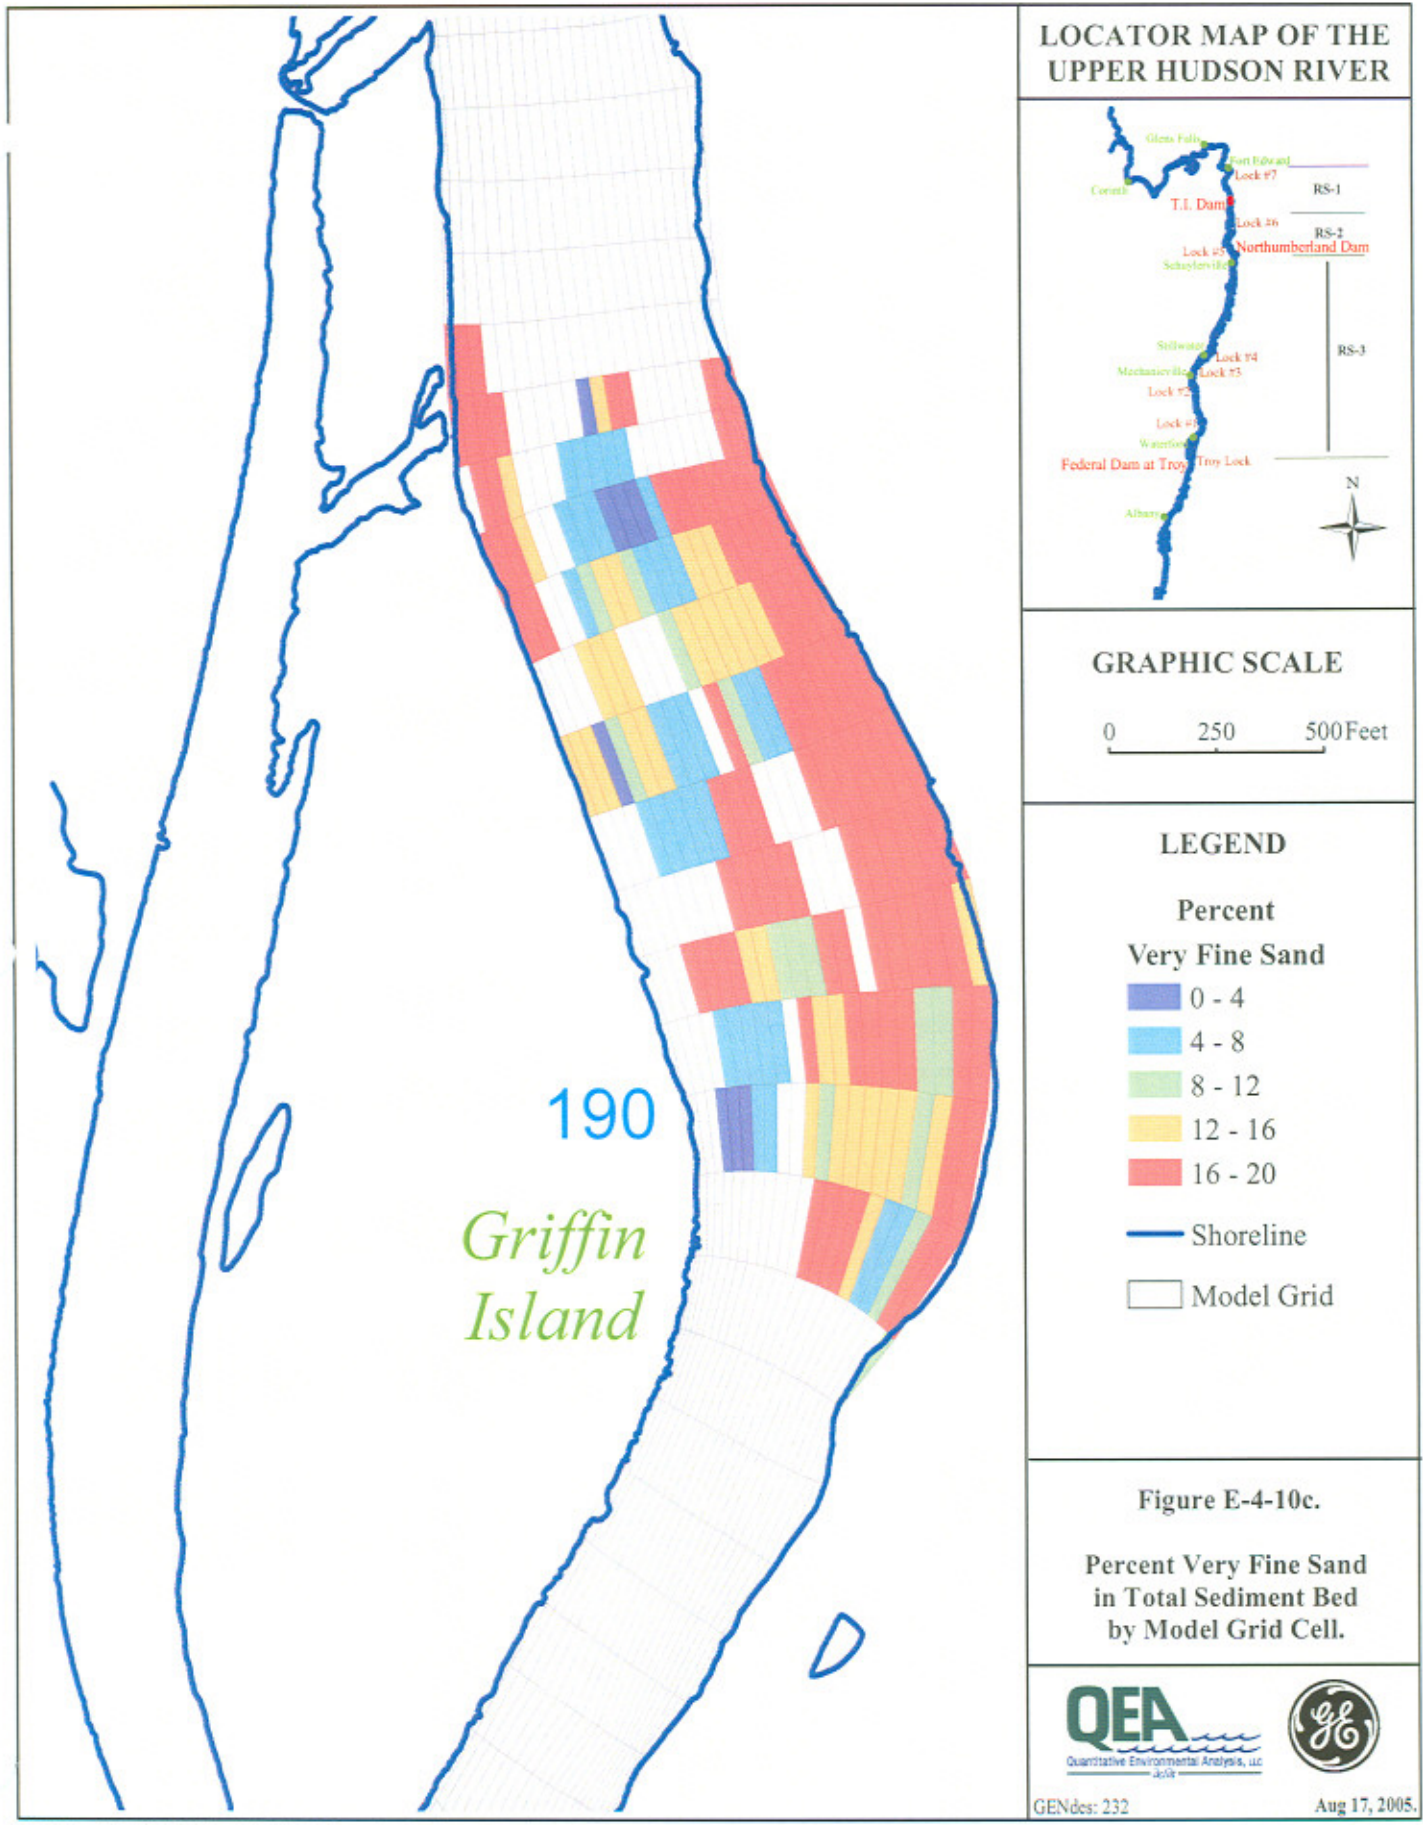 LOCATOR MAP OF THE
UPPER HUDSON RIVER
Glens Falls
Fort Edward
Lock #7
Corinth
RS-1
T.I. Dam
Lock #6
RS-2
Northumberland Dam
Lock #5
Schuylerville
RS-3
Stillwater
Lock #4
Mechanicville
Lock #3
Lock #2
Lock #1
Waterford
Federal Dam at Troy
Troy Lock
N
Albany
GRAPHIC SCALE
0 250 500 Feet
LEGEND
Percent
Very Fine Sand
0 - 4
4 - 8
8 - 12
12 - 16
16 - 20
Shoreline
Model Grid
190
Griffin
Island
Figure E-4-10c.
Percent Very Fine Sand
in Total Sediment Bed
by Model Grid Cell.
QEA
Quantitative Environmental Analysis, LLC
GE
GENdes: 232
Aug 17, 2005.